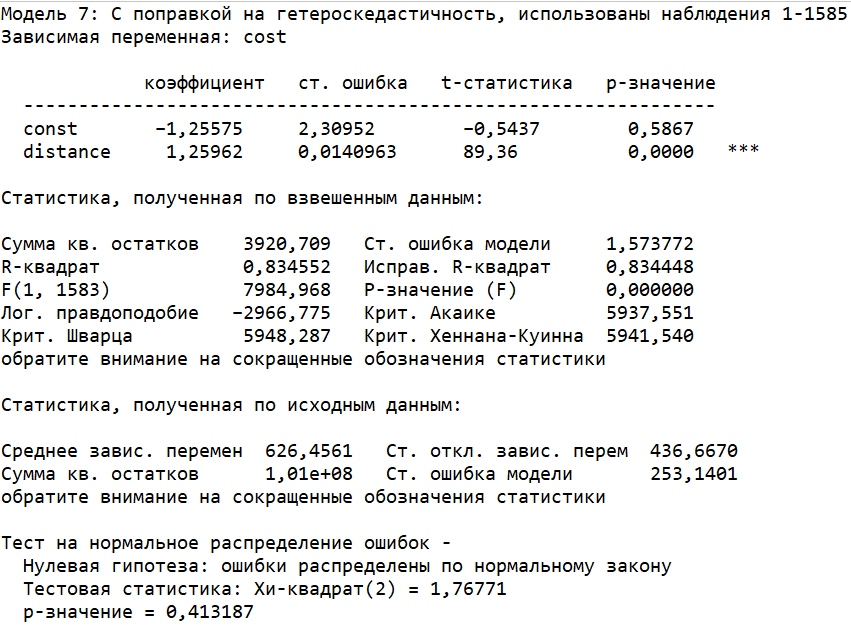 Модель 7: С поправкой на гетероскедастичность, использованы наблюдения 1-1585
Зависимая переменная: cost
коэффициент ст. ошибка t-статистика p-значение
---------------------------------------------------------------
const −1,25575 2,30952 −0,5437 0,5867
distance 1,25962 0,0140963 89,36 0,0000 ***
Статистика, полученная по взвешенным данным:
Сумма кв. остатков 3920,709 Ст. ошибка модели 1,573772
R-квадрат 0,834552 Исправ. R-квадрат 0,834448
F(1, 1583) 7984,968 Р-значение (F) 0,000000
Лог. правдоподобие −2966,775 Крит. Акаике 5937,551
Крит. Шварца 5948,287 Крит. Хеннана-Куинна 5941,540
обратите внимание на сокращенные обозначения статистики
Статистика, полученная по исходным данным:
Среднее завис. перемен 626,4561 Ст. откл. завис. перем 436,6670
Сумма кв. остатков 1,01e+08 Ст. ошибка модели 253,1401
обратите внимание на сокращенные обозначения статистики
Тест на нормальное распределение ошибок -
Нулевая гипотеза: ошибки распределены по нормальному закону
Тестовая статистика: Хи-квадрат(2) = 1,76771
р-значение = 0,413187